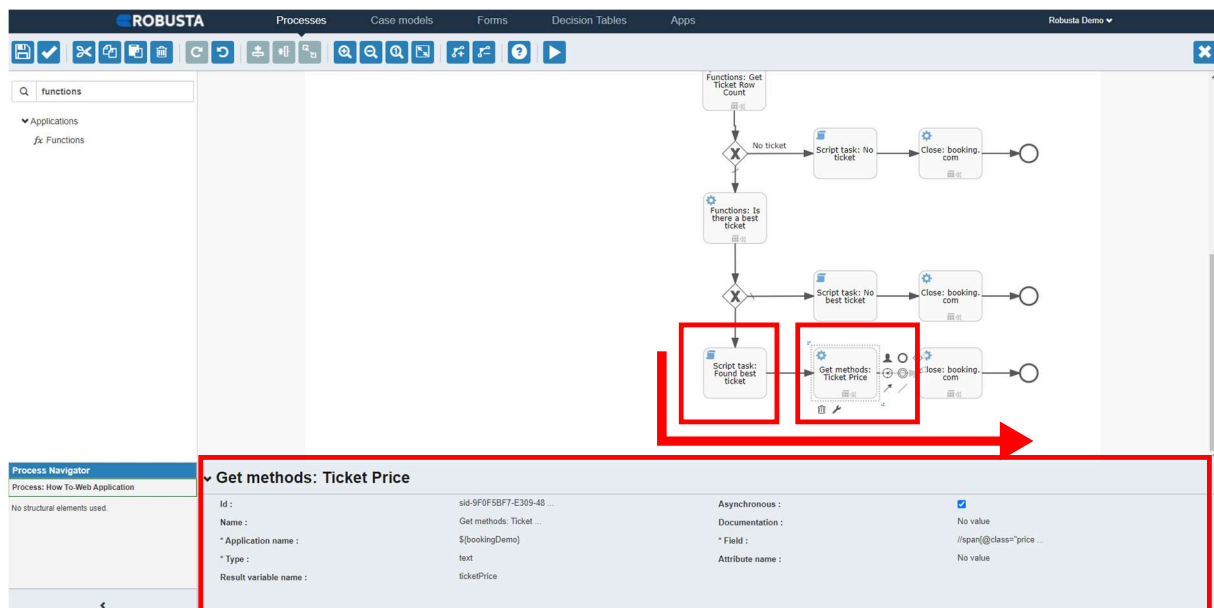 ROBUSTA
Processes
Case models
Forms
Decision Tables
Apps
Robusta Demo
functions
Applications
fx Functions
Functions: Get
Ticket Row
Count
No ticket
Script task: No
ticket
Close: booking.
com
Functions: Is
there a best
ticket
Script task: No
best ticket
Close: booking.
com
Script task:
Found best
ticket
Get methods:
Ticket Price
Close: booking.
com
Process Navigator
Process: How To-Web Application
No structural elements used.
Get methods: Ticket Price
Id : sid-9F0F5BF7-E309-48 ... Asynchronous :
Name : Get methods: Ticket ... Documentation : No value
* Application name : ${bookingDemo} * Field : //span[@class="price ...
* Type : text Attribute name : No value
Result variable name : ticketPrice